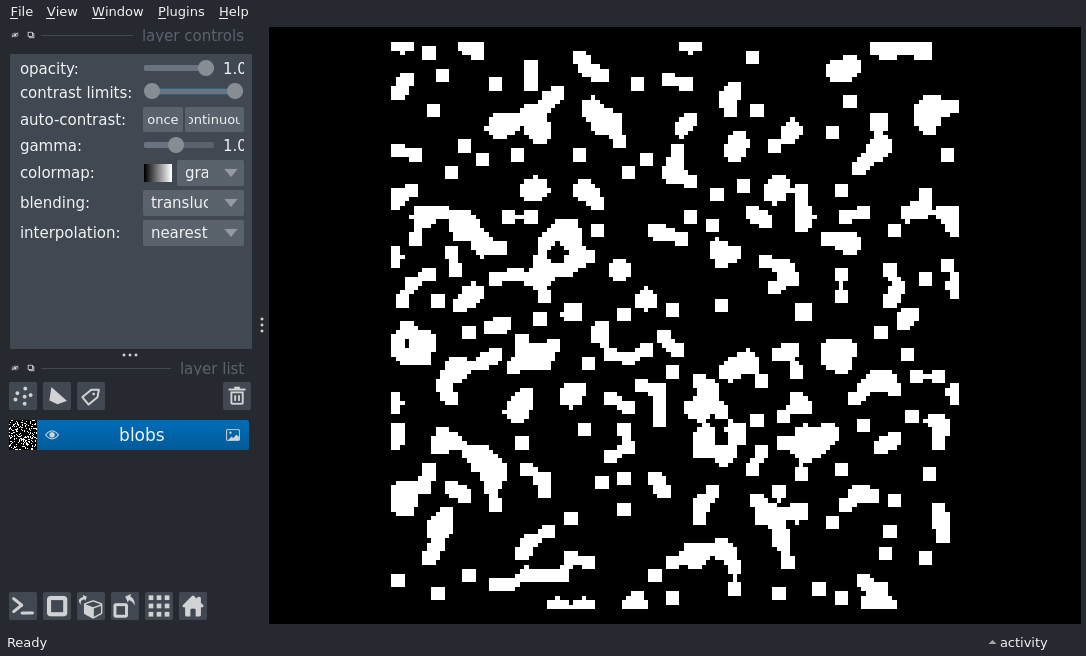 File View Window Plugins Help
layer controls
opacity: 1.0
contrast limits:
auto-contrast: once ontinuou
gamma: 1.0
colormap: gra
blending: transluc
interpolation: nearest
layer list
blobs
Ready
activity